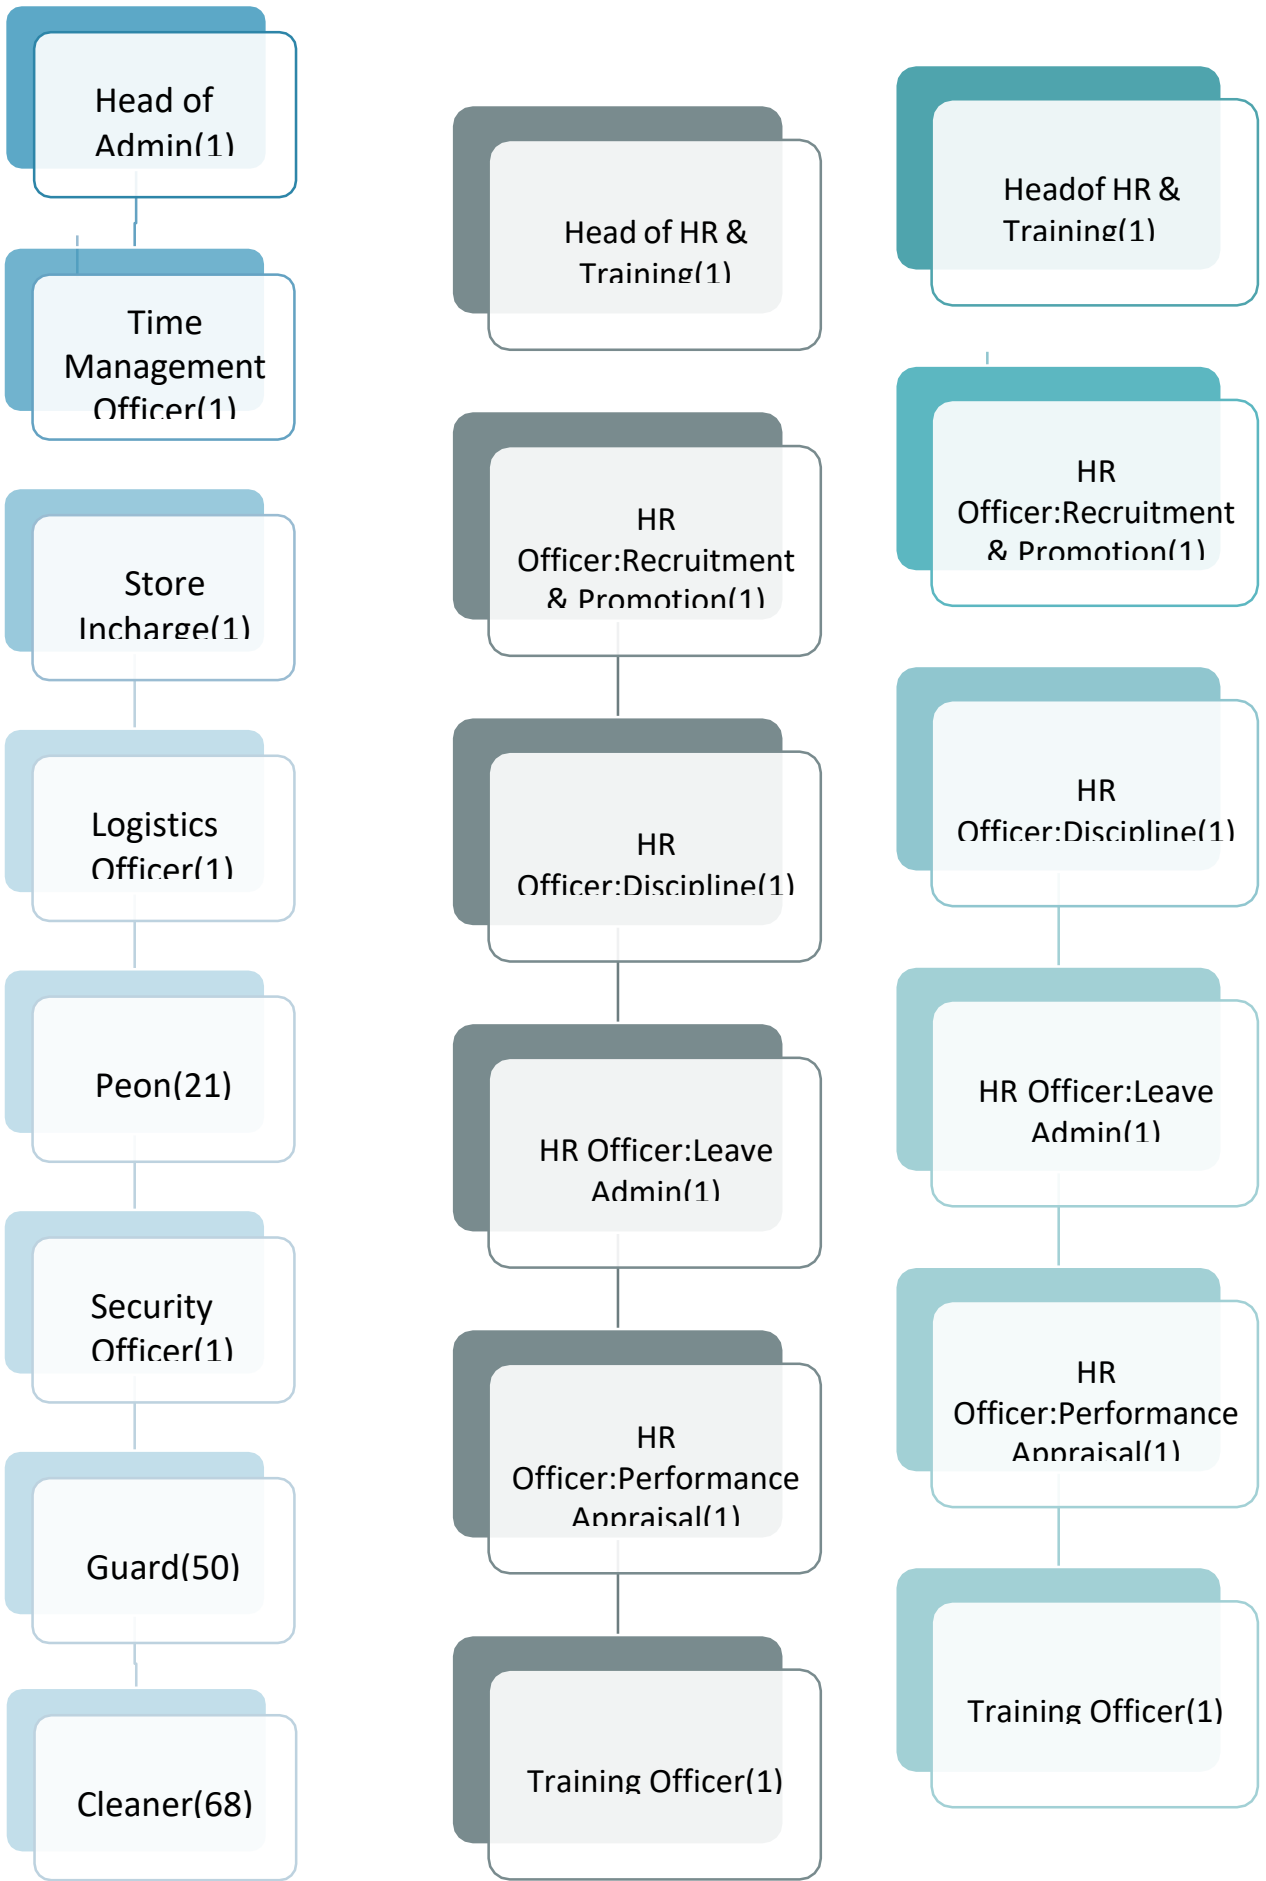 Head of
Admin(1)
Time
Management
Officer(1)
Store
Incharge(1)
Logistics
Officer(1)
Peon(21)
Security
Officer(1)
Guard(50)
Cleaner(68)
Head of HR &
Training(1)
HR
Officer:Recruitment
& Promotion(1)
HR
Officer:Discipline(1)
HR Officer:Leave
Admin(1)
HR
Officer:Performance
Appraisal(1)
Training Officer(1)
Headof HR &
Training(1)
HR
Officer:Recruitment
& Promotion(1)
HR
Officer:Discipline(1)
HR Officer:Leave
Admin(1)
HR
Officer:Performance
Appraisal(1)
Training Officer(1)